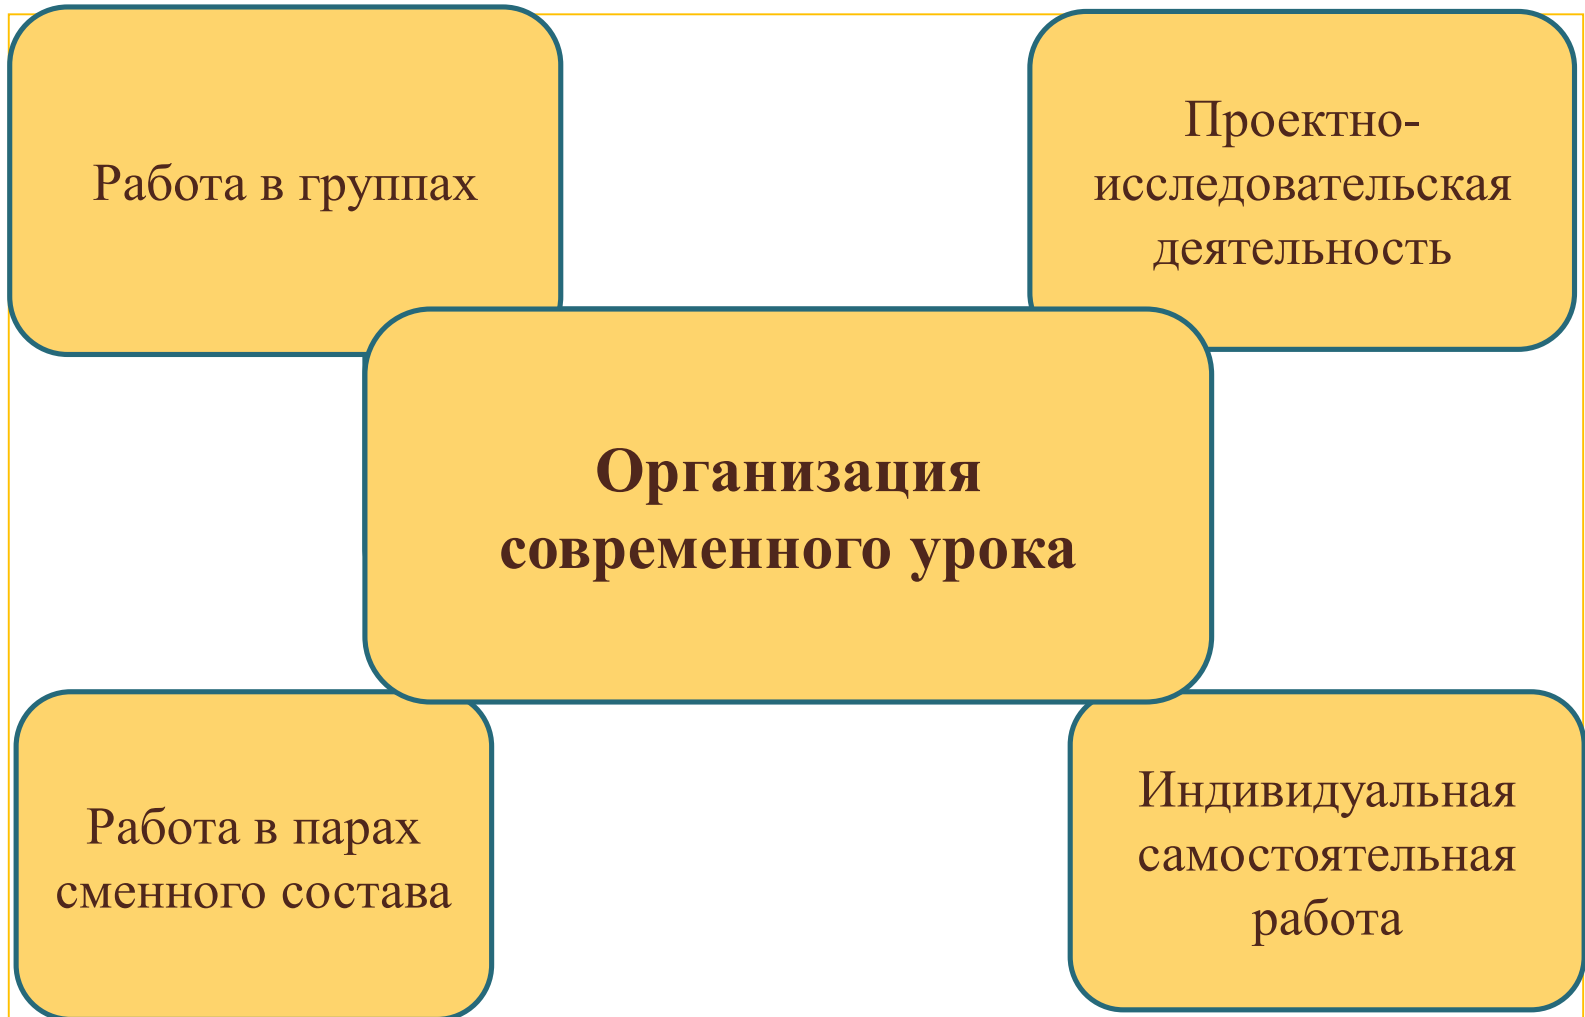 Работа в группах
Проектно-
исследовательская
деятельность
Организация
современного урока
Работа в парах
сменного состава
Индивидуальная
самостоятельная
работа